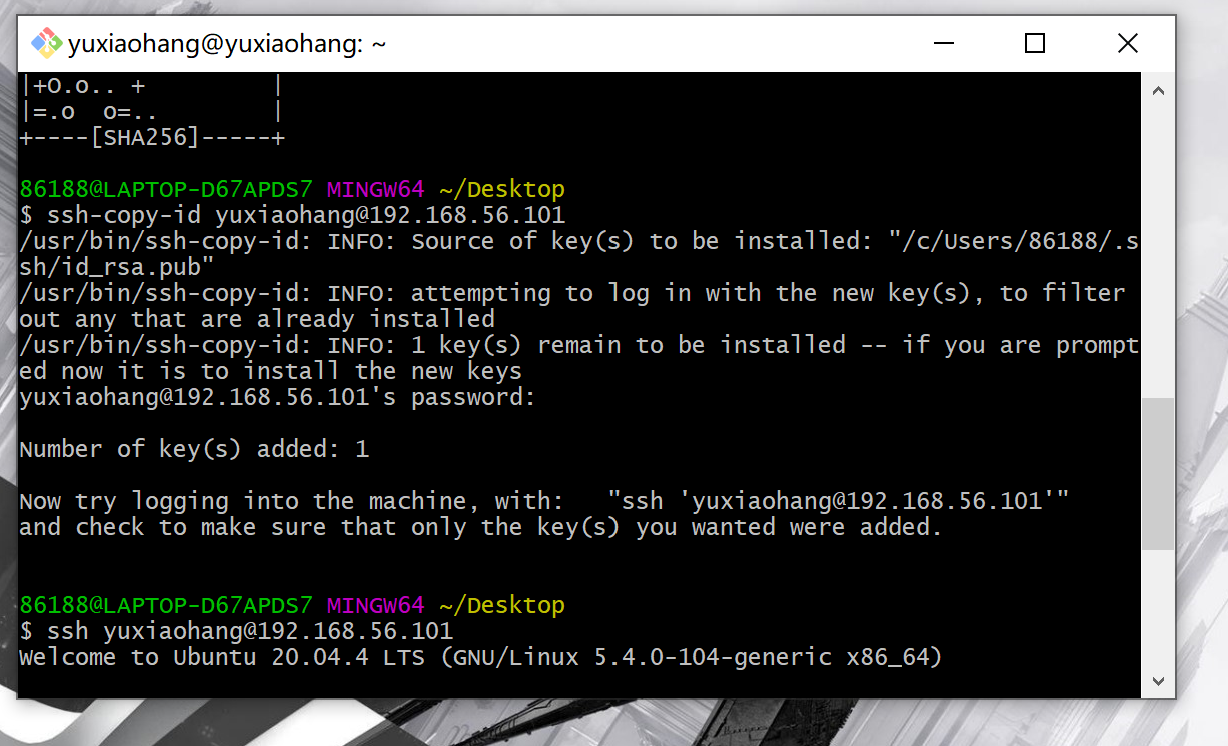 yuxiaohang@yuxiaohang: ~
|+O.o.. +         |
|=.o  o=..        |
+----[SHA256]-----+
86188@LAPTOP-D67APDS7 MINGW64 ~/Desktop
$ ssh-copy-id yuxiaohang@192.168.56.101
/usr/bin/ssh-copy-id: INFO: Source of key(s) to be installed: "/c/Users/86188/.s
sh/id_rsa.pub"
/usr/bin/ssh-copy-id: INFO: attempting to log in with the new key(s), to filter
out any that are already installed
/usr/bin/ssh-copy-id: INFO: 1 key(s) remain to be installed -- if you are prompt
ed now it is to install the new keys
yuxiaohang@192.168.56.101's password:
Number of key(s) added: 1
Now try logging into the machine, with:   "ssh 'yuxiaohang@192.168.56.101'"
and check to make sure that only the key(s) you wanted were added.
86188@LAPTOP-D67APDS7 MINGW64 ~/Desktop
$ ssh yuxiaohang@192.168.56.101
Welcome to Ubuntu 20.04.4 LTS (GNU/Linux 5.4.0-104-generic x86_64)